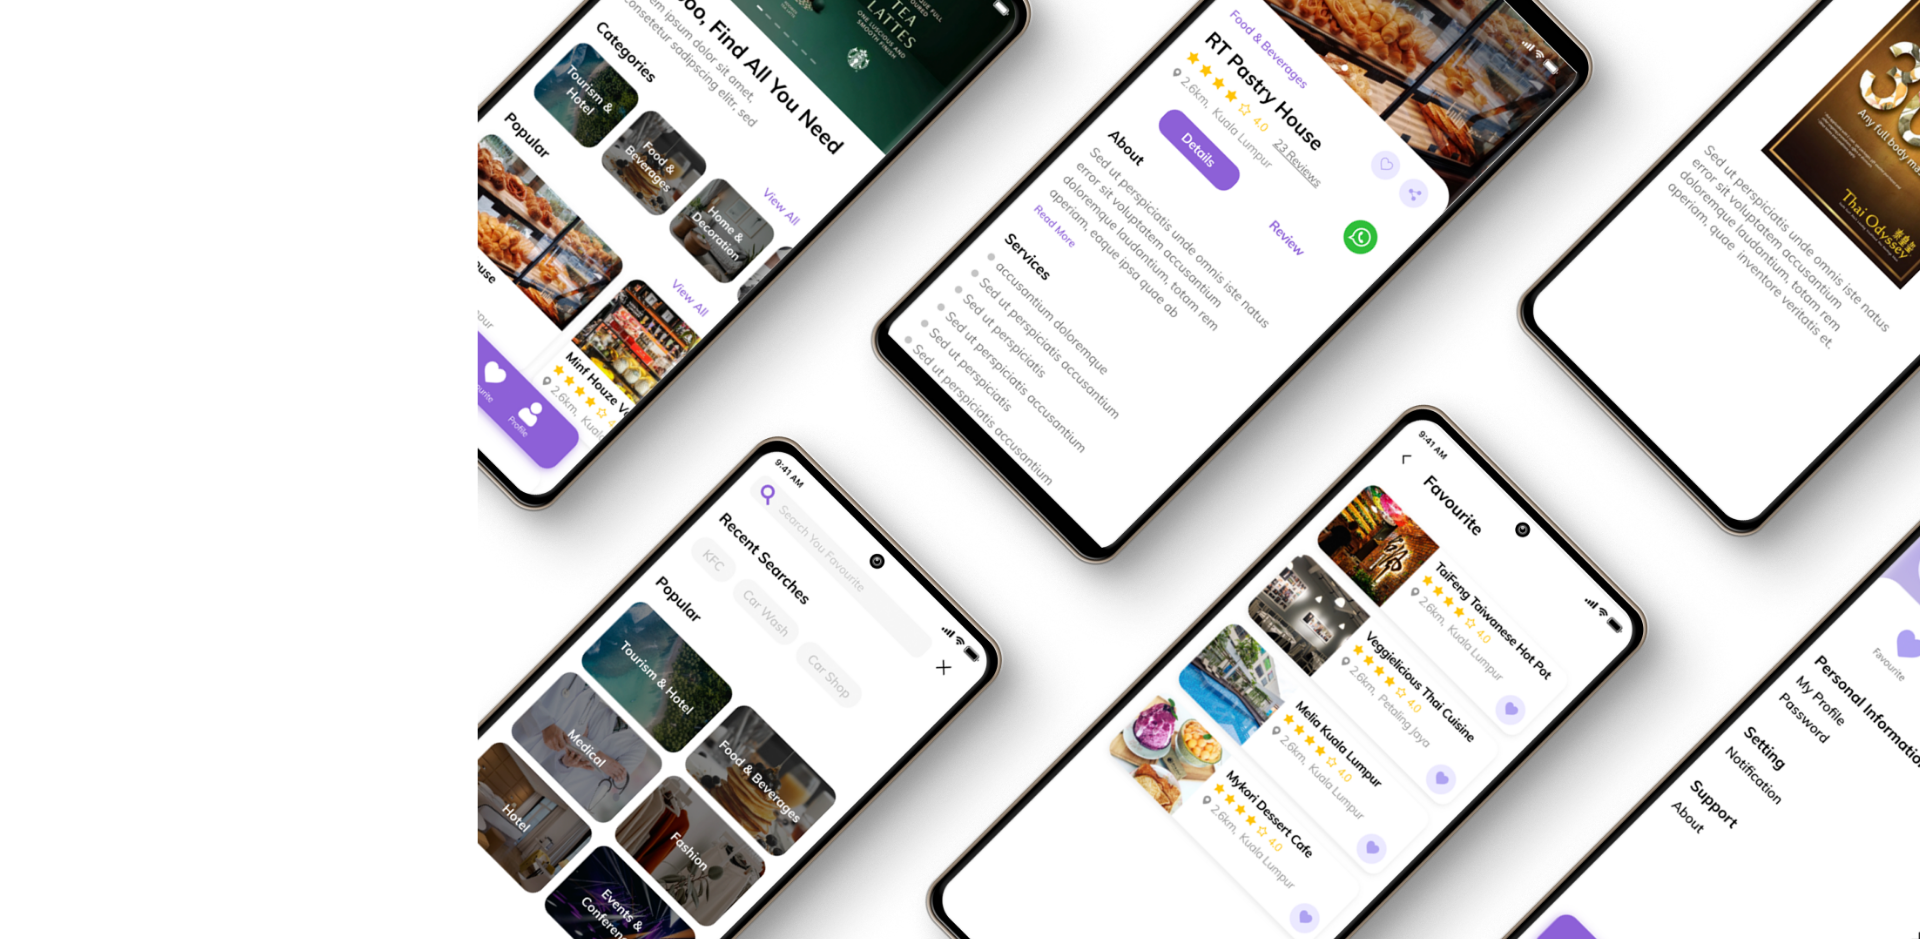 TEA
LATTES
ONE LUSCIOUS AND
SMOOTH FINISH
Find All You Need
ipsum dolor sit amet,
consetetur sadipscing elitr, sed
Categories
Tourism &
Hotel
Food &
Beverages
Home &
Decoration
View All
Popular
View All
Minf Houze
2.6km,
Profile
Food & Beverages
RT Pastry House
4.0
23 Reviews
2.6km, Kuala Lumpur
Details
Review
About
Sed ut perspiciatis unde omnis iste natus
error sit voluptatem accusantium
doloremque laudantium, totam rem
aperiam, eaque ipsa quae ab
Read More
Services
accusantium doloremque
Sed ut perspiciatis accusantium
Sed ut perspiciatis
Sed ut perspiciatis accusantium
Sed ut perspiciatis
Sed ut perspiciatis accusantium
Any full body
Thai Odyssey
Sed ut perspiciatis unde omnis iste natus
error sit voluptatem accusantium
doloremque laudantium, totam rem
aperiam, quae inventore veritatis et.
9:41 AM
Search You Favourite
Recent Searches
KFC
Car Wash
Car Shop
Popular
Tourism & Hotel
Food & Beverages
Medical
Fashion
Hotel
Events &
9:41 AM
Favourite
TaiFeng Taiwanese Hot Pot
4.0
2.6km, Kuala Lumpur
Veggielicious Thai Cuisine
4.0
2.6km, Petaling Jaya
Melia Kuala Lumpur
4.0
2.6km, Kuala Lumpur
Mykori Dessert Cafe
4.0
2.6km, Kuala Lumpur
Favourite
Personal
My Profile
Password
Setting
Notification
Support
About